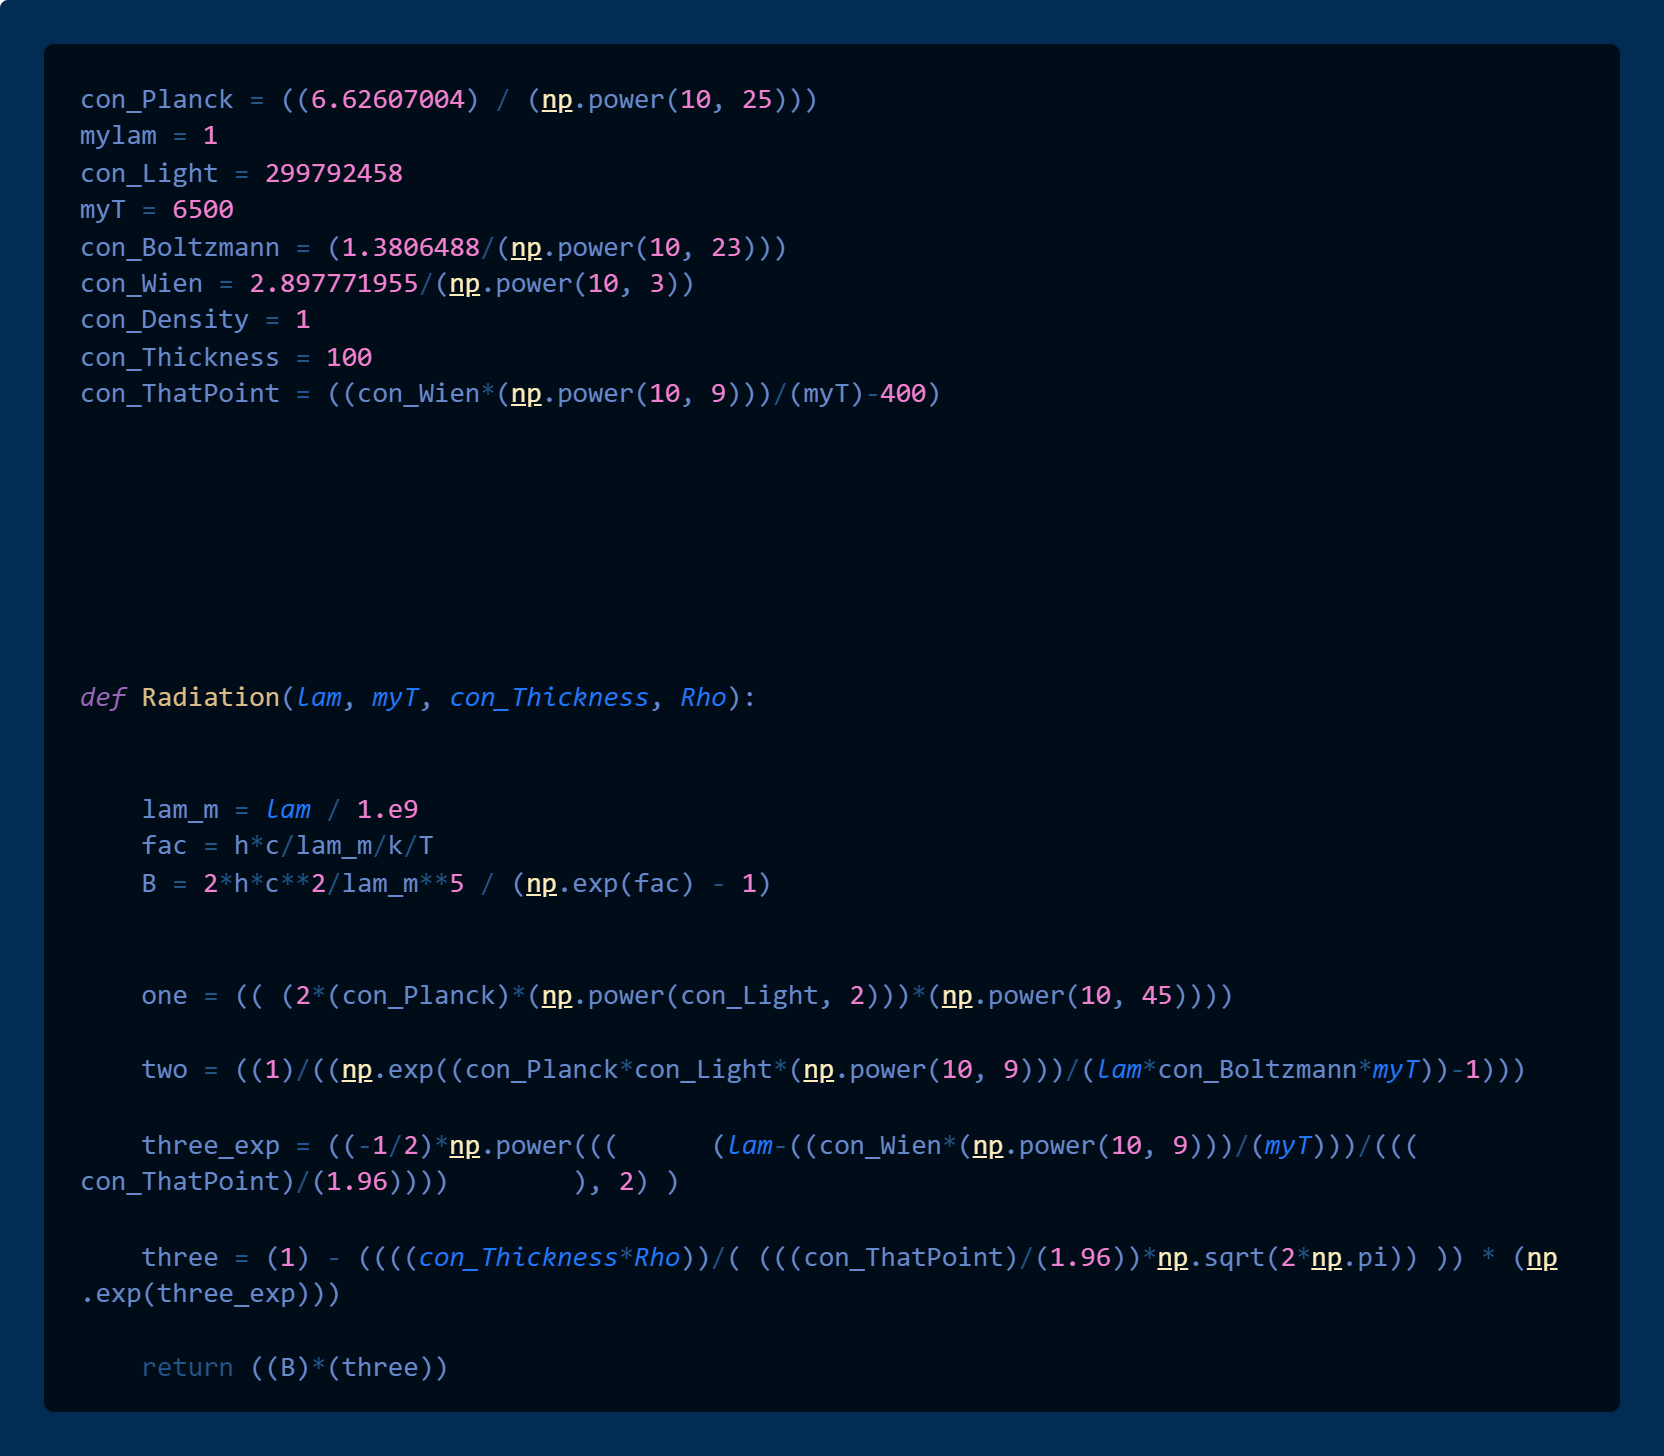 con_Planck = ((6.62607004) / (np.power(10, 25)))
mylam = 1
con_Light = 299792458
myT = 6500
con_Boltzmann = (1.3806488/(np.power(10, 23)))
con_Wien = 2.897771955/(np.power(10, 3))
con_Density = 1
con_Thickness = 100
con_ThatPoint = ((con_Wien*(np.power(10, 9)))/(myT)-400)
def Radiation(lam, myT, con_Thickness, Rho):
    lam_m = lam / 1.e9
    fac = h*c/lam_m/k/T
    B = 2*h*c**2/lam_m**5 / (np.exp(fac) - 1)
    one = (( (2*(con_Planck)*(np.power(con_Light, 2)))*(np.power(10, 45))))
    two = ((1)/((np.exp((con_Planck*con_Light*(np.power(10, 9)))/(lam*con_Boltzmann*myT))-1)))
    three_exp = ((-1/2)*np.power(((      (lam-((con_Wien*(np.power(10, 9)))/(myT)))/(((
con_ThatPoint)/(1.96))))        ), 2) )
    three = (1) - ((((con_Thickness*Rho))/( (((con_ThatPoint)/(1.96))*np.sqrt(2*np.pi)) )) * (np
.exp(three_exp)))
    return ((B)*(three))